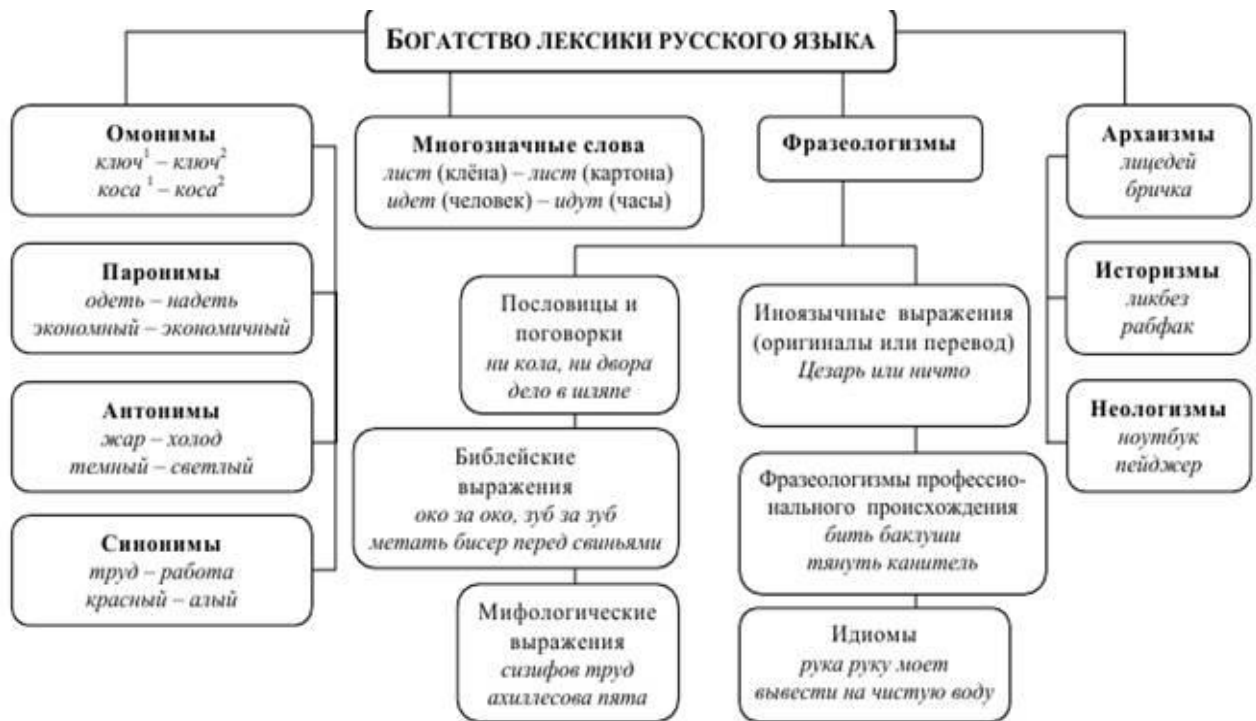 БОГАТСТВО ЛЕКСИКИ РУССКОГО ЯЗЫКА
Омонимы
ключ¹ – ключ²
коса ¹ – коса²
Паронимы
одеть – надеть
экономный – экономичный
Антонимы
жар – холод
темный – светлый
Синонимы
труд – работа
красный – алый
Многозначные слова
лист (клёна) – лист (картона)
идет (человек) – идут (часы)
Фразеологизмы
Пословицы и
поговорки
ни кола, ни двора
дело в шляпе
Библейские
выражения
око за око, зуб за зуб
метать бисер перед свиньями
Мифологические
выражения
сизифов труд
ахиллесова пята
Иноязычные выражения
(оригиналы или перевод)
Цезарь или ничто
Фразеологизмы профессио-
нального происхождения
бить баклуши
тянуть канитель
Идиомы
рука руку моет
вывести на чистую воду
Архаизмы
лицедей
бричка
Историзмы
ликбез
рабфак
Неологизмы
ноутбук
пейджер